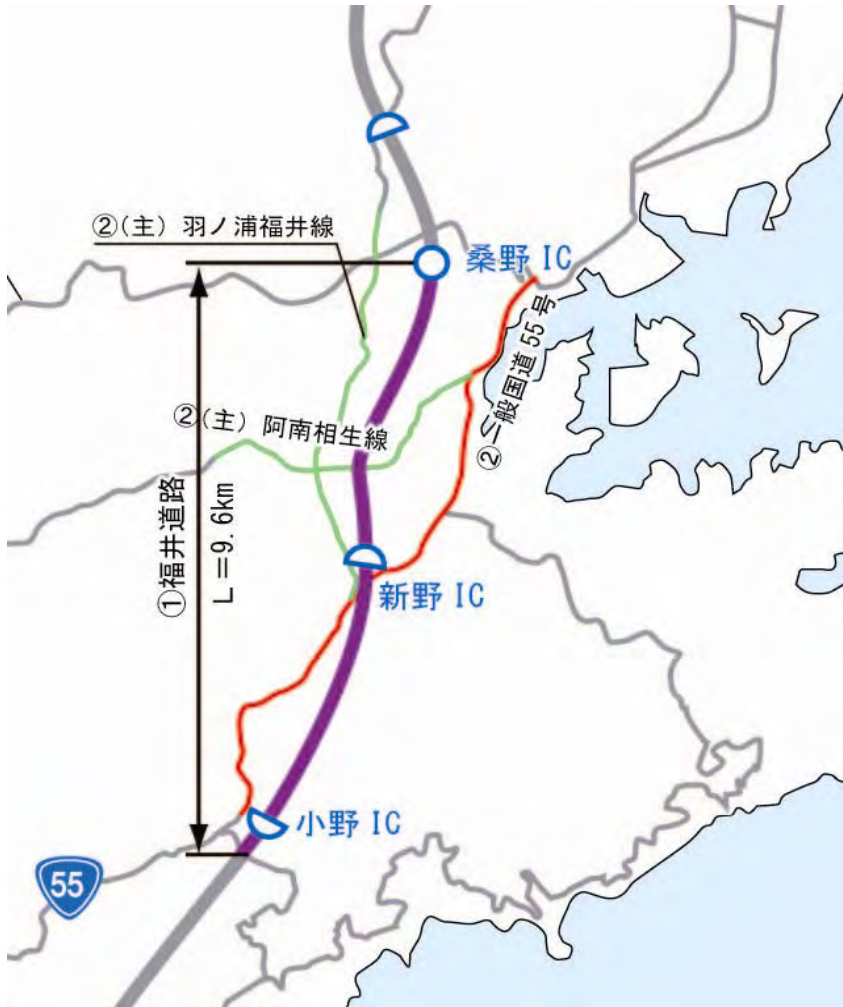 ②(主) 羽ノ浦福井線
桑野 IC
②一般国道 55 号
②(主) 阿南相生線
①福井道路
L=9.6km
新野 IC
小野 IC
55